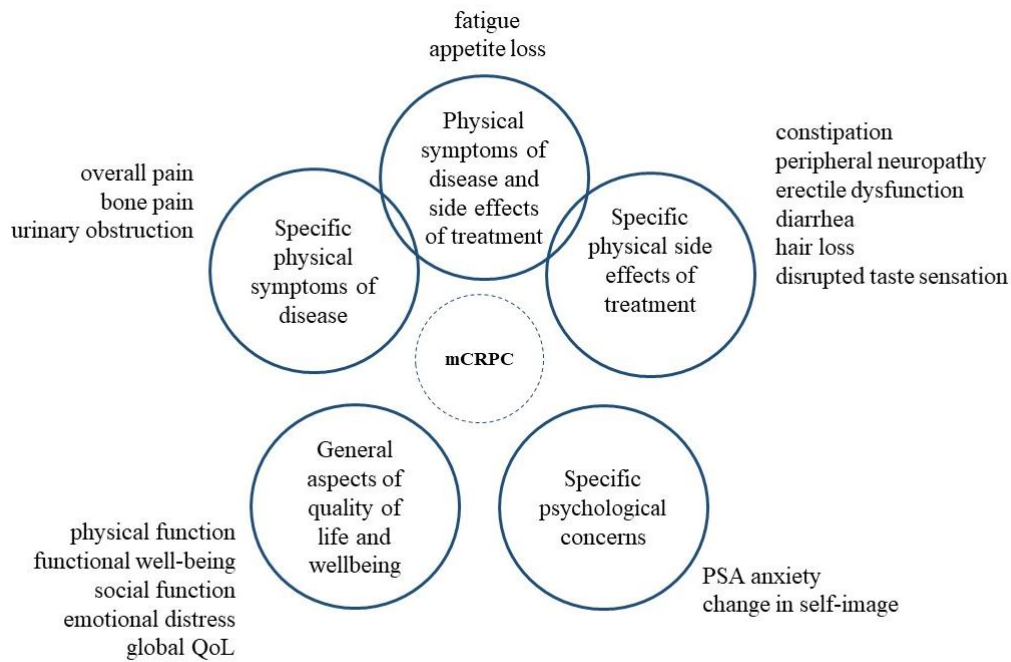 fatigue
appetite loss
Physical
symptoms of
disease and
side effects
of treatment
overall pain
bone pain
urinary obstruction
Specific
physical
symptoms of
disease
Specific
physical side
effects of
treatment
constipation
peripheral neuropathy
erectile dysfunction
diarrhea
hair loss
disrupted taste sensation
mCRPC
General
aspects of
quality of
life and
wellbeing
physical function
functional well-being
social function
emotional distress
global QoL
Specific
psychological
concerns
PSA anxiety
change in self-image